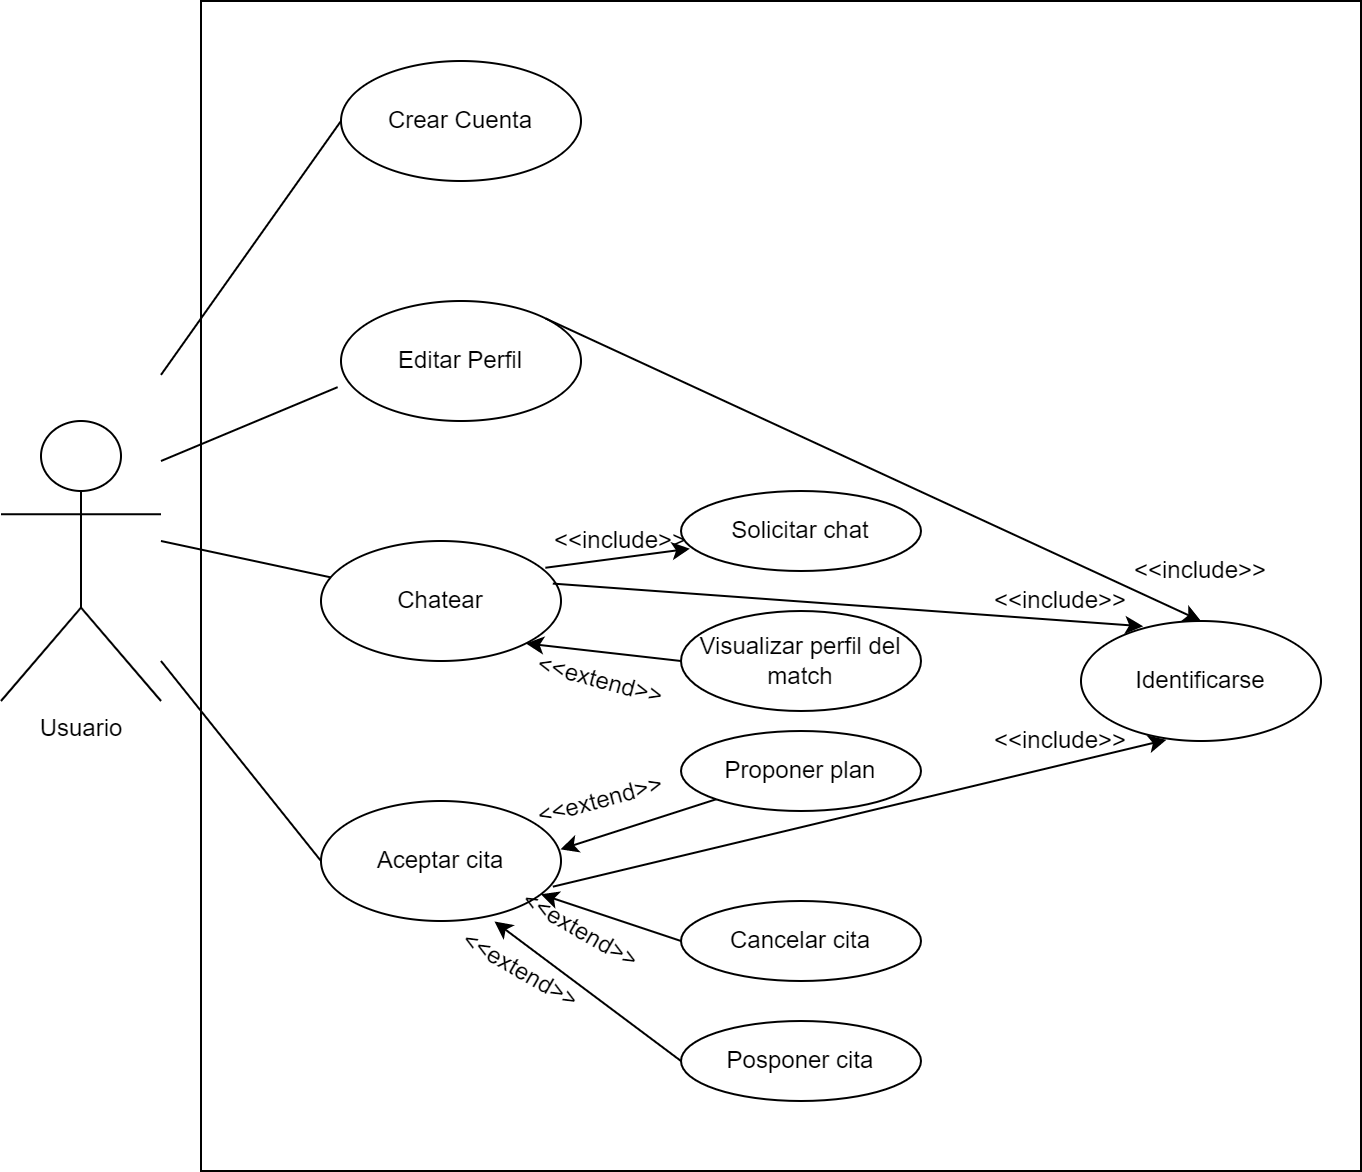 Crear Cuenta
Editar Perfil
Solicitar chat
<<include>>
<<include>>
Chatear
<<include>>
Visualizar perfil del
match
<<extend>>
Identificarse
Usuario
<<include>>
Proponer plan
<<extend>>
Aceptar cita
<<extend>>
Cancelar cita
<<extend>>
Posponer cita